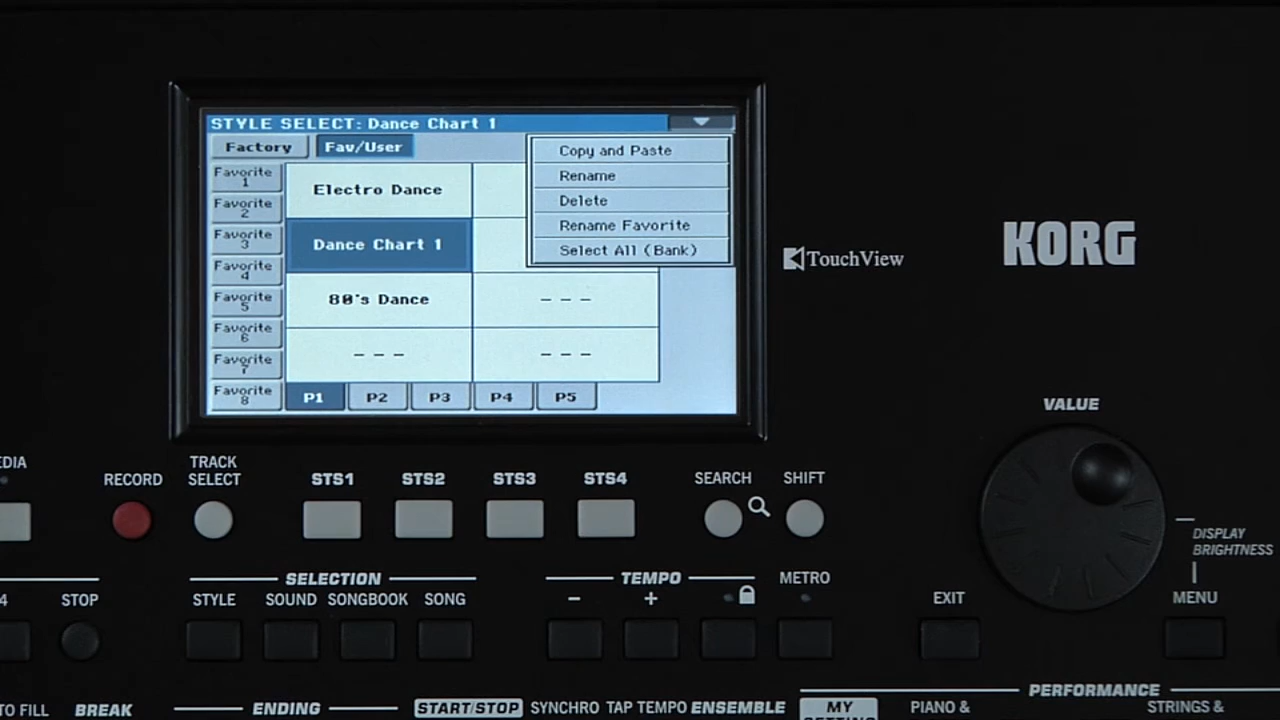 STYLE SELECT: Dance Chart 1
Factory
Fav/User
Copy and Paste
Rename
Delete
Rename Favorite
Select All (Bank)
Favorite 1
Favorite 2
Favorite 3
Favorite 4
Favorite 5
Favorite 6
Favorite 7
Favorite 8
Electro Dance
Dance Chart 1
80's Dance
- - -
- - -
- - -
P1 P2 P3 P4 P5
TouchView
KORG
VALUE
EDIA
RECORD
TRACK SELECT
STS1
STS2
STS3
STS4
SEARCH
SHIFT
DISPLAY
BRIGHTNESS
SELECTION
TEMPO
METRO
4
STOP
STYLE
SOUND
SONGBOOK
SONG
-
+
EXIT
MENU
PERFORMANCE
TO FILL
BREAK
ENDING
START/STOP
SYNCHRO
TAP TEMPO
ENSEMBLE
MY
PIANO &
STRINGS &